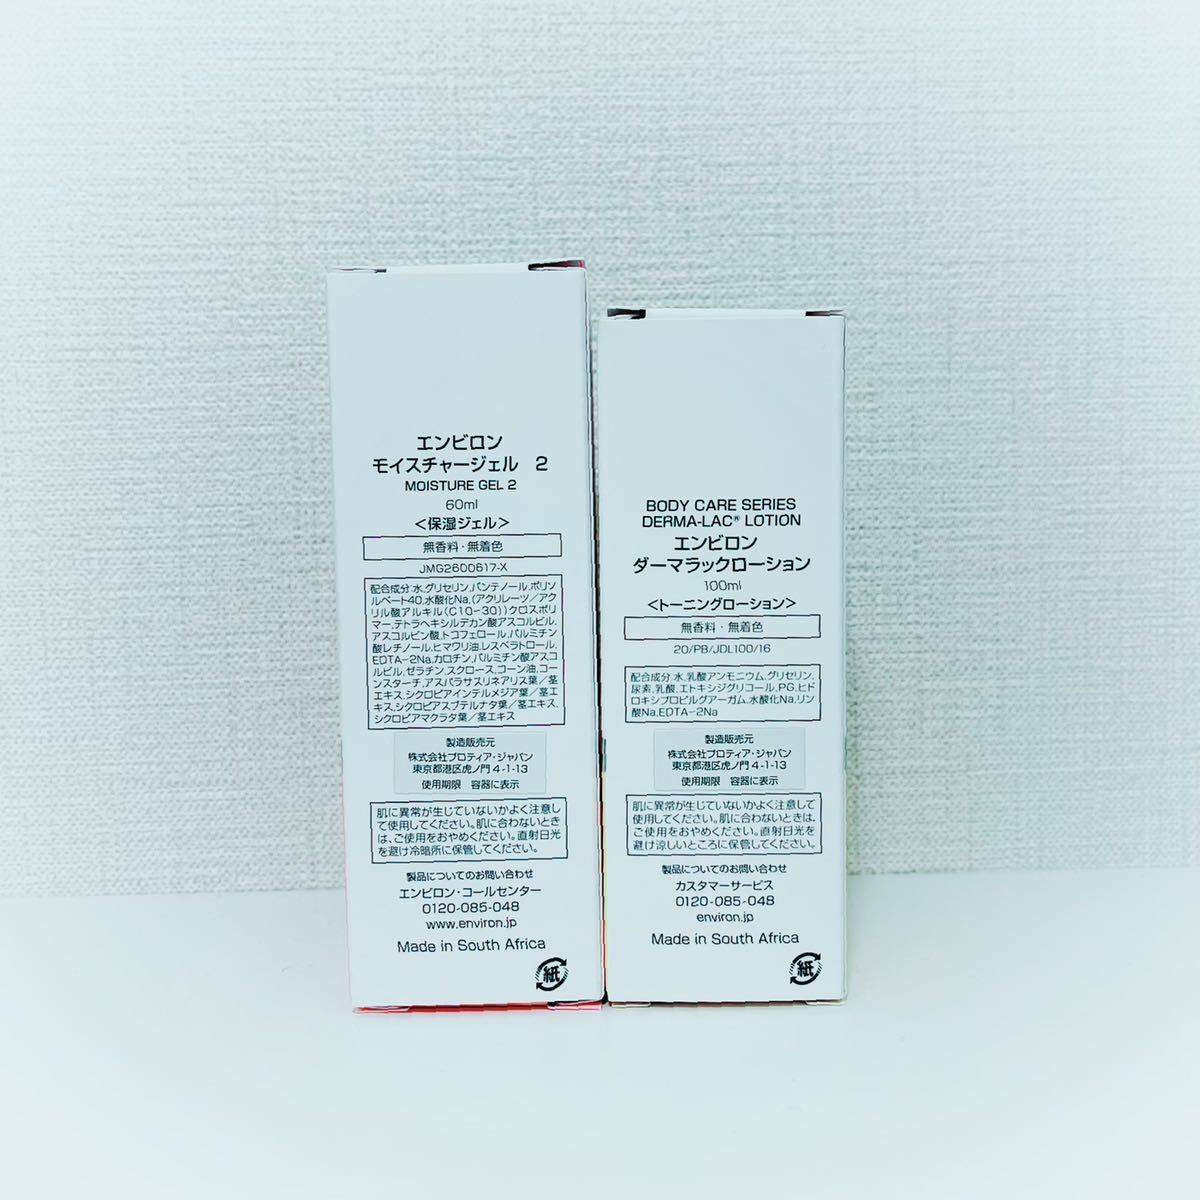 エンビロン
モイスチャージェル 2
MOISTURE GEL 2
60ml
<保湿ジェル>
無香料・無着色
JMG260D617-X
配合成分:水,グリセリン,パンテノール,ポリソ
ルベート40,水酸化Na,(アクリレーツ/アク
リル酸アルキル(C10-30))クロスポリ
マー,テトラヘキシルデカン酸アスコルビル,
アスコルビン酸,トコフェロール,パルミチン
酸レチノール,ヒマワリ油,レスベラトロール,
EDTA-2Na,カロチン,パルミチン酸アスコ
ルビル,ゼラチン,スクロース,コーン油,コー
ンスターチ,アスパラサスリネアリス葉/茎
エキス,シクロピアインテルメジア葉/茎エ
キス,シクロピアスブテルナタ葉/茎エキス,
シクロピアマクラタ葉/茎エキス
製造販売元
株式会社プロティア・ジャパン
東京都港区虎ノ門4-1-13
使用期限 容器に表示
肌に異常が生じていないかよく注意し
て使用してください。肌に合わないとき
は、ご使用をおやめください。直射日光
を避け冷暗所に保管してください。
製品についてのお問い合わせ
エンビロン・コールセンター
0120-085-048
www.environ.jp
Made in South Africa
紙
BODY CARE SERIES
DERMA-LAC® LOTION
エンビロン
ダーマラックローション
100ml
<トーニングローション>
無香料・無着色
20/PB/JDL100/16
配合成分:水,乳酸アンモニウム,グリセリン,
尿素,乳酸,エトキシジグリコール,PG,ヒド
ロキシプロピルグアーガム,水酸化Na,リン
酸Na,EDTA-2Na
製造販売元
株式会社プロティア・ジャパン
東京都港区虎ノ門4-1-13
使用期限 容器に表示
肌に異常が生じていないかよく注意して
使用してください。肌に合わないときは、
ご使用をおやめください。直射日光を
避け涼しいところに保管してください。
製品についてのお問い合わせ
カスタマーサービス
0120-085-048
environ.jp
Made in South Africa
紙